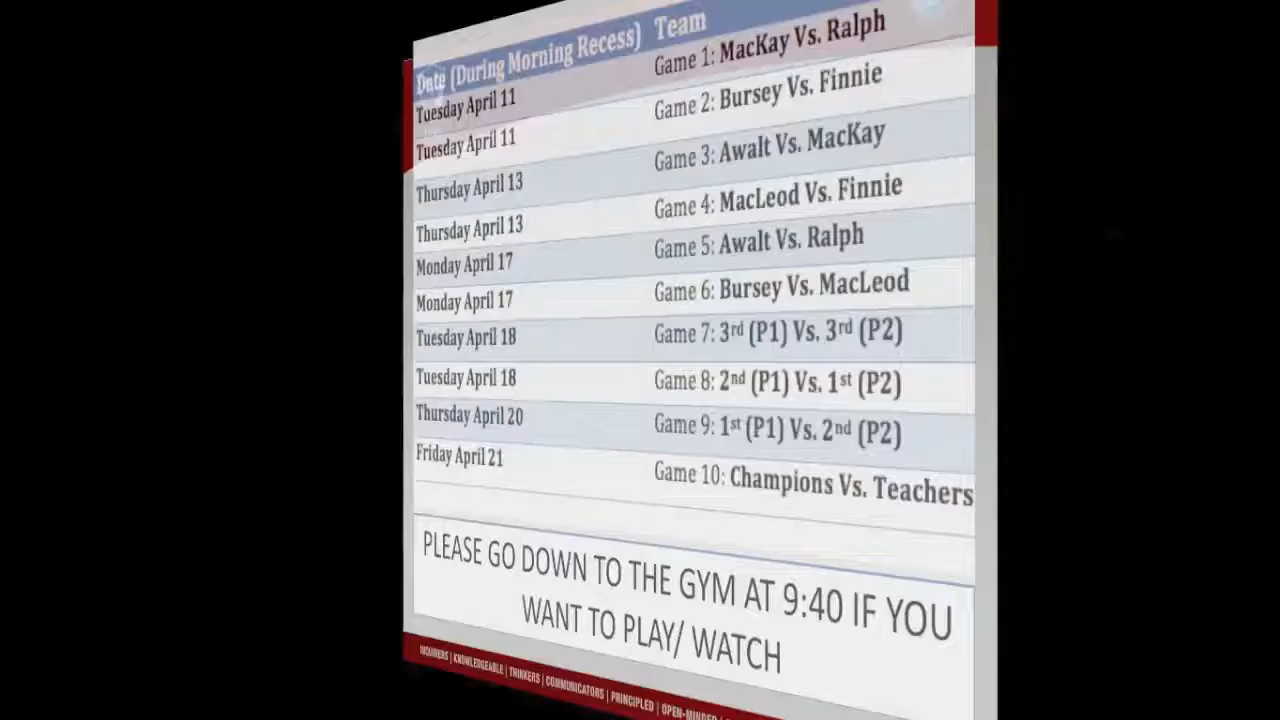 Date (During Morning Recess) Team
Tuesday April 11 Game 1: MacKay Vs. Ralph
Tuesday April 11 Game 2: Bursey Vs. Finnie
Thursday April 13 Game 3: Awalt Vs. MacKay
Thursday April 13 Game 4: MacLeod Vs. Finnie
Monday April 17 Game 5: Awalt Vs. Ralph
Monday April 17 Game 6: Bursey Vs. MacLeod
Tuesday April 18 Game 7: 3rd (P1) Vs. 3rd (P2)
Tuesday April 18 Game 8: 2nd (P1) Vs. 1st (P2)
Thursday April 20 Game 9: 1st (P1) Vs. 2nd (P2)
Friday April 21 Game 10: Champions Vs. Teachers
PLEASE GO DOWN TO THE GYM AT 9:40 IF YOU
WANT TO PLAY/ WATCH
INQUIRERS | KNOWLEDGEABLE | THINKERS | COMMUNICATORS | PRINCIPLED | OPEN-MINDED |